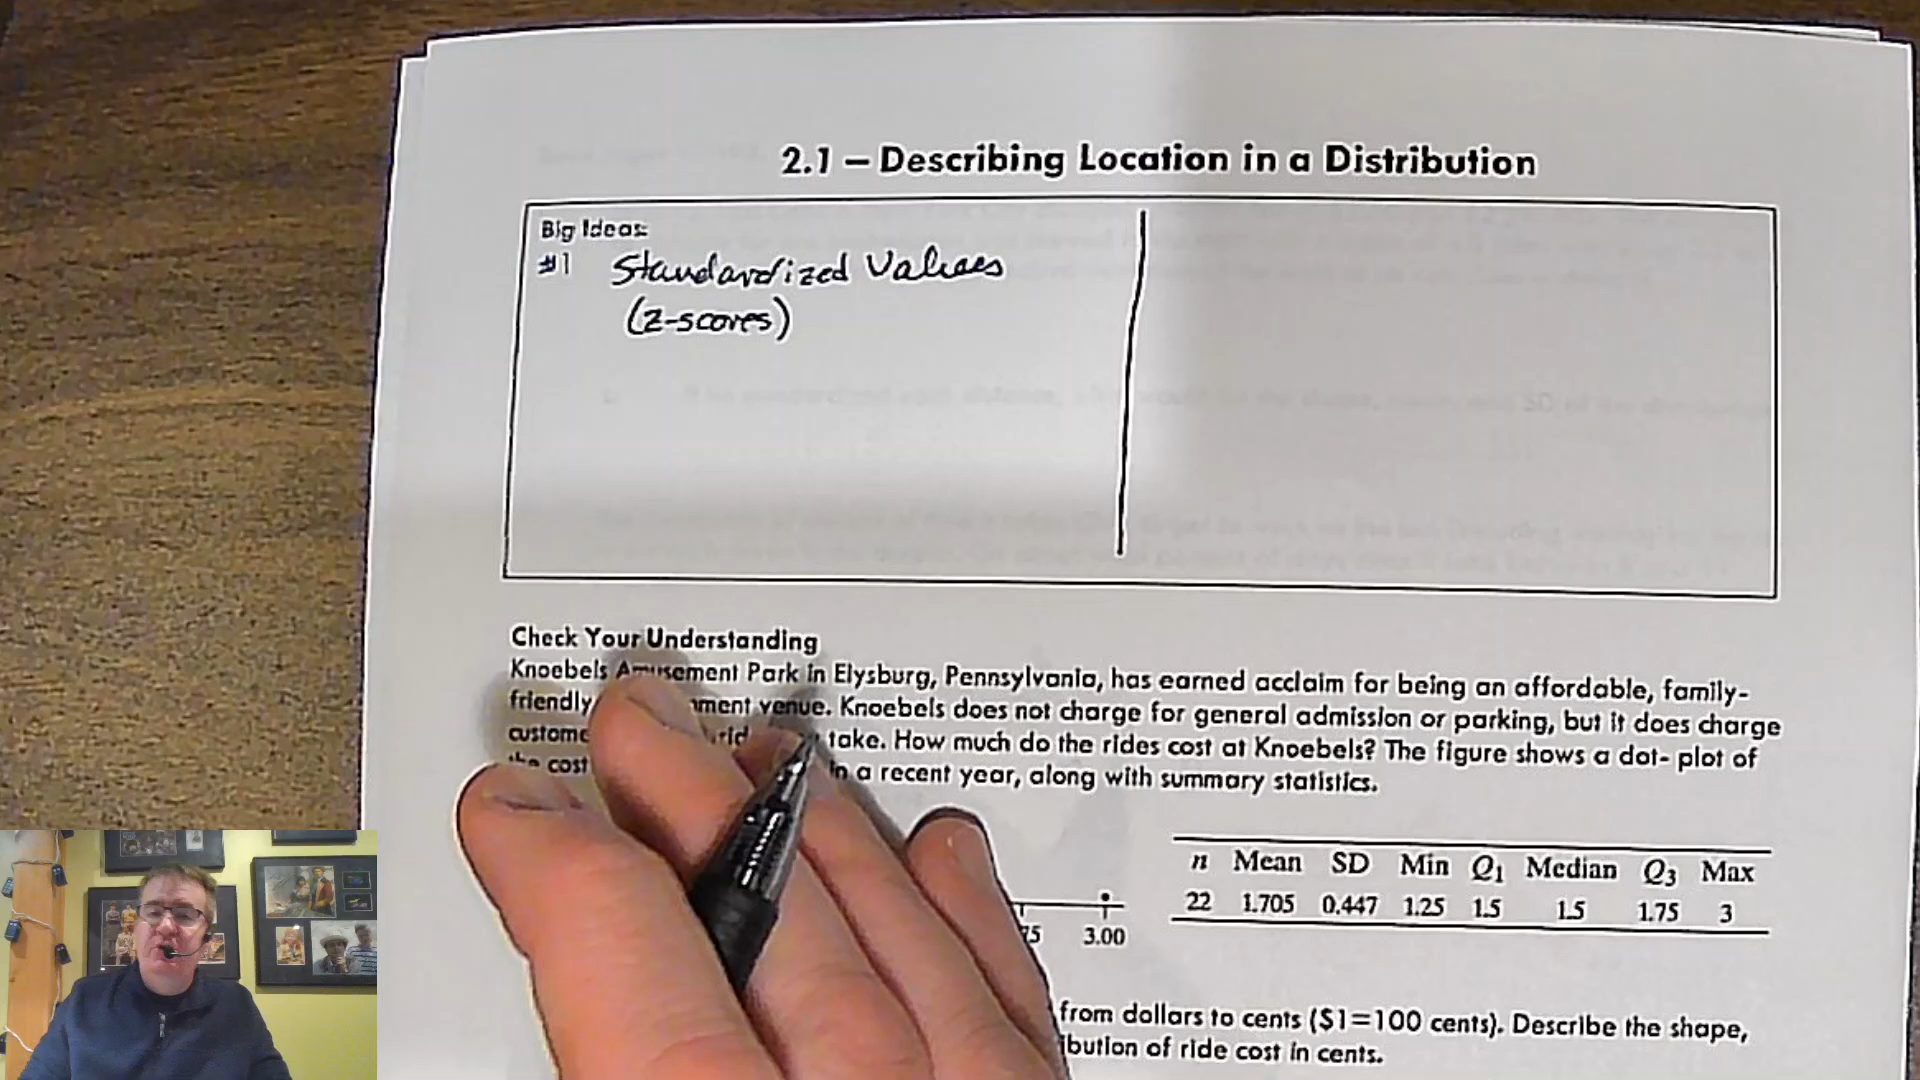 2.1 – Describing Location in a Distribution
Big Ideas:
#1 Standardized Values
(z-scores)
Check Your Understanding
Knoebels Amusement Park in Elysburg, Pennsylvania, has earned acclaim for being an affordable, family-
friendly venue. Knoebels does not charge for general admission or parking, but it does charge
take. How much do the rides cost at Knoebels? The figure shows a dot- plot of
the cost in a recent year, along with summary statistics.
n Mean SD Min Q1 Median Q3 Max
22 1.705 0.447 1.25 1.5 1.5 1.75 3
3.00
from dollars to cents ($1=100 cents). Describe the shape,
of ride cost in cents.